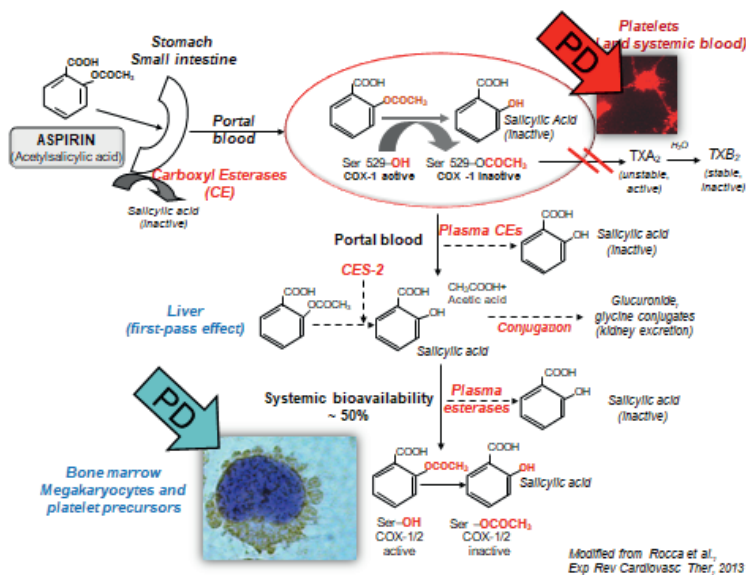 Stomach
Small intestine
COOH
OCOCH₃
ASPIRIN
(Acetylsalicylic acid)
Carboxyl Esterases
(CE)
Salicylic acid
(Inactive)
Portal
blood
COOH
OCOCH₃
COOH
OH
Salicylic Acid
(Inactive)
Ser 529–OH
COX-1 active
Ser 529–OCOCH₃
COX -1 Inactive
PD
Platelets
and systemic blood)
TXA₂
(unstable,
active)
H₂O
TXB₂
(stable,
Inactive)
Portal blood
Plasma CEs
COOH
OH
Salicylic acid
(Inactive)
CES-2
Liver
(first-pass effect)
COOH
OCOCH₃
COOH
OH
Salicylic acid
CH₃COOH+
Acetic acid
Conjugation
Glucuronide,
glycine conjugates
(kidney excretion)
Systemic bioavailability
~ 50%
Plasma
esterases
COOH
OH
Salicylic acid
(Inactive)
PD
Bone marrow
Megakaryocytes and
platelet precursors
COOH
OCOCH₃
COOH
OH
Salicylic acid
Ser–OH
COX-1/2
active
Ser –OCOCH₃
COX-1/2
inactive
Modified from Rocca et al.,
Exp Rev Cardiovasc Ther, 2013